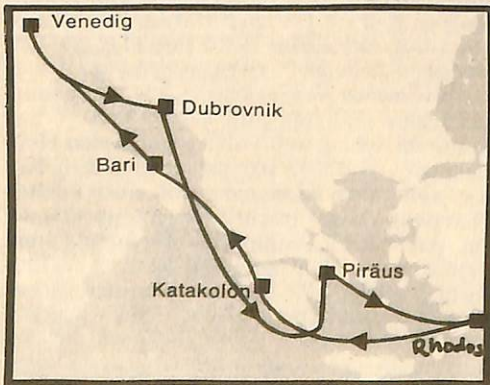 Venedig
Dubrovnik
Bari
Piräus
Katakolon
Rhodos